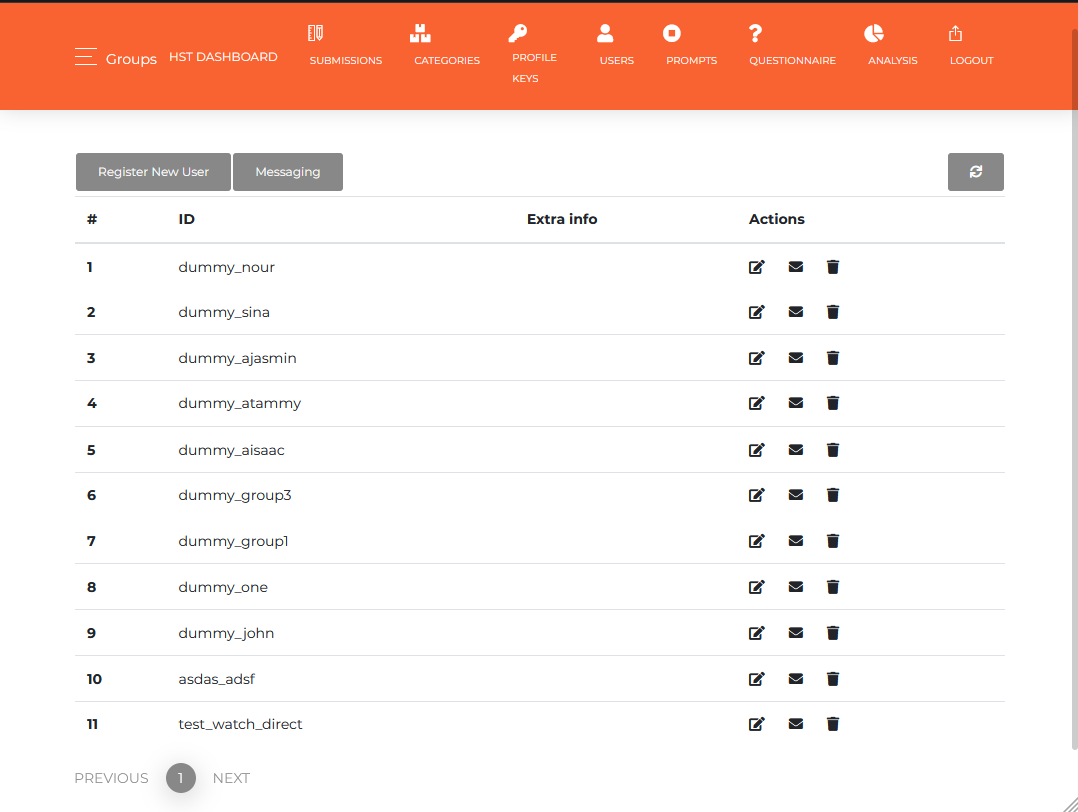 Groups HST DASHBOARD SUBMISSIONS CATEGORIES PROFILE KEYS USERS PROMPTS QUESTIONNAIRE ANALYSIS LOGOUT
Register New User Messaging
# ID Extra info Actions
1 dummy_nour
2 dummy_sina
3 dummy_ajasmin
4 dummy_atammy
5 dummy_aisaac
6 dummy_group3
7 dummy_group1
8 dummy_one
9 dummy_john
10 asdas_adsf
11 test_watch_direct
PREVIOUS 1 NEXT